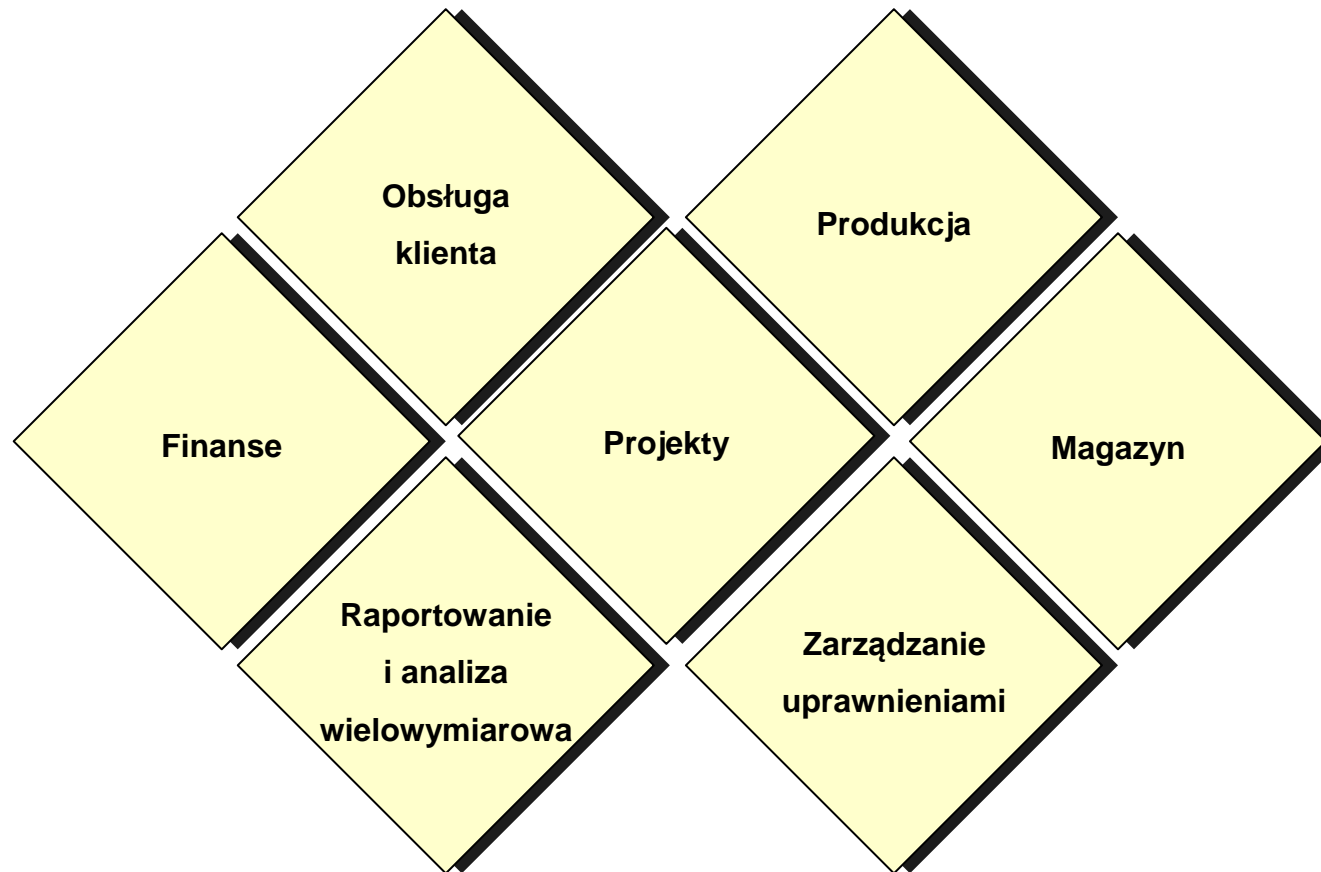 Obsługa
klienta
Produkcja
Finanse
Projekty
Magazyn
Raportowanie
i analiza
wielowymiarowa
Zarządzanie
uprawnieniami